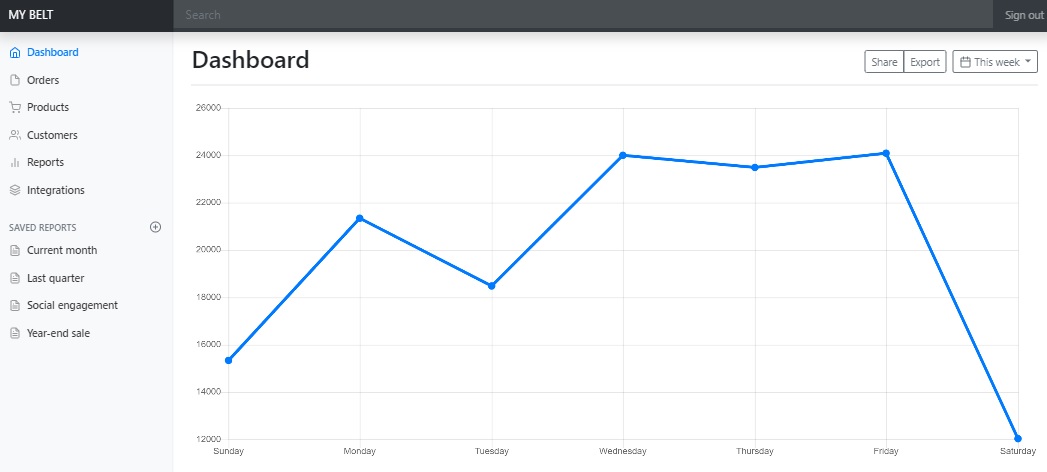 MY BELT
Search
Sign out
Dashboard
Orders
Products
Customers
Reports
Integrations
SAVED REPORTS
Current month
Last quarter
Social engagement
Year-end sale
Dashboard
Share Export This week
26000
24000
22000
20000
18000
16000
14000
12000
Sunday Monday Tuesday Wednesday Thursday Friday Saturday